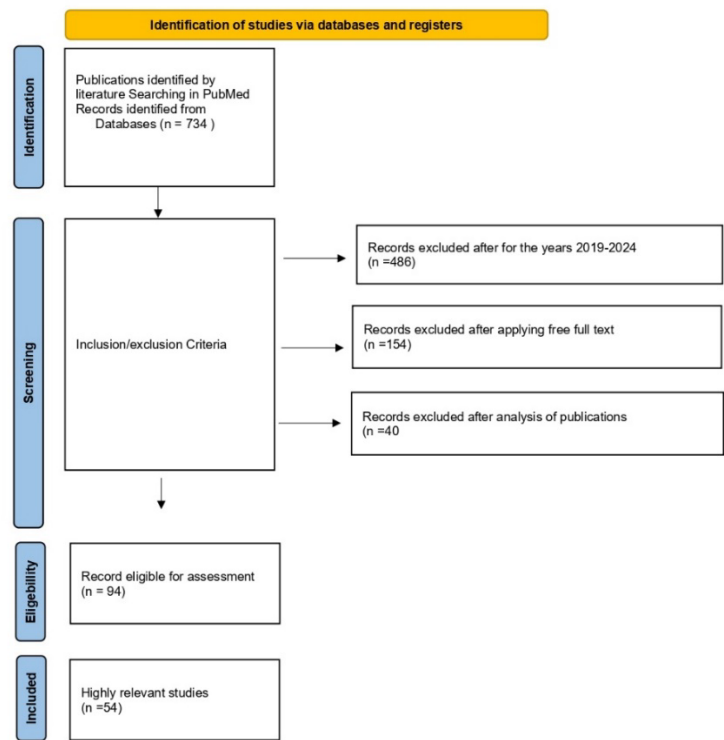 Identification of studies via databases and registers
Identification
Publications identified by
literature Searching in PubMed
Records identified from
Databases (n = 734 )
Screening
Inclusion/exclusion Criteria
Records excluded after for the years 2019-2024
(n =486)
Records excluded after applying free full text
(n =154)
Records excluded after analysis of publications
(n =40
Eligebillity
Record eligible for assessment
(n = 94)
Included
Highly relevant studies
(n =54)